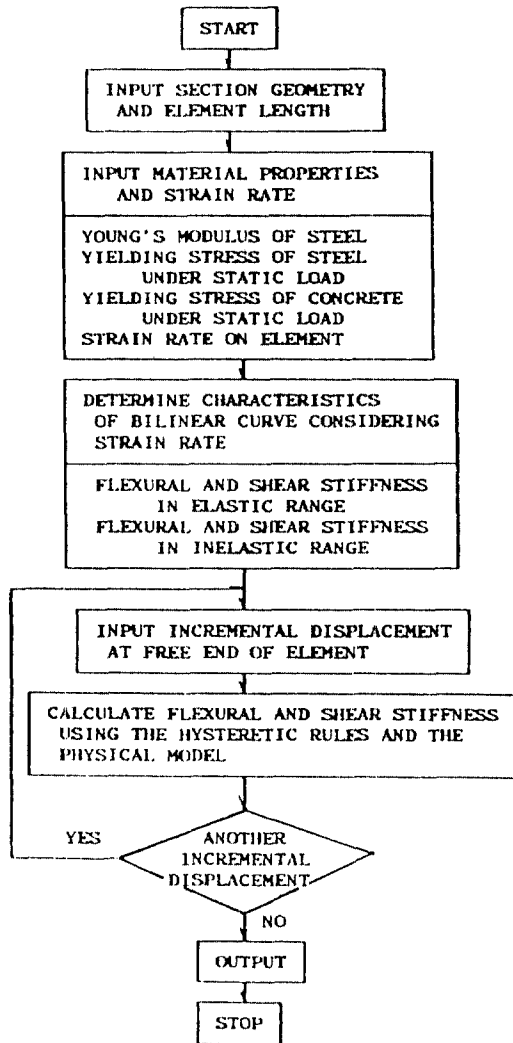 START
INPUT SECTION GEOMETRY
AND ELEMENT LENGTH
INPUT MATERIAL PROPERTIES
AND STRAIN RATE
YOUNG'S MODULUS OF STEEL
YIELDING STRESS OF STEEL
UNDER STATIC LOAD
YIELDING STRESS OF CONCRETE
UNDER STATIC LOAD
STRAIN RATE ON ELEMENT
DETERMINE CHARACTERISTICS
OF BILINEAR CURVE CONSIDERING
STRAIN RATE
FLEXURAL AND SHEAR STIFFNESS
IN ELASTIC RANGE
FLEXURAL AND SHEAR STIFFNESS
IN INELASTIC RANGE
INPUT INCREMENTAL DISPLACEMENT
AT FREE END OF ELEMENT
CALCULATE FLEXURAL AND SHEAR STIFFNESS
USING THE HYSTERETIC RULES AND THE
PHYSICAL MODEL
YES
ANOTHER
INCREMENTAL
DISPLACEMENT
NO
OUTPUT
STOP